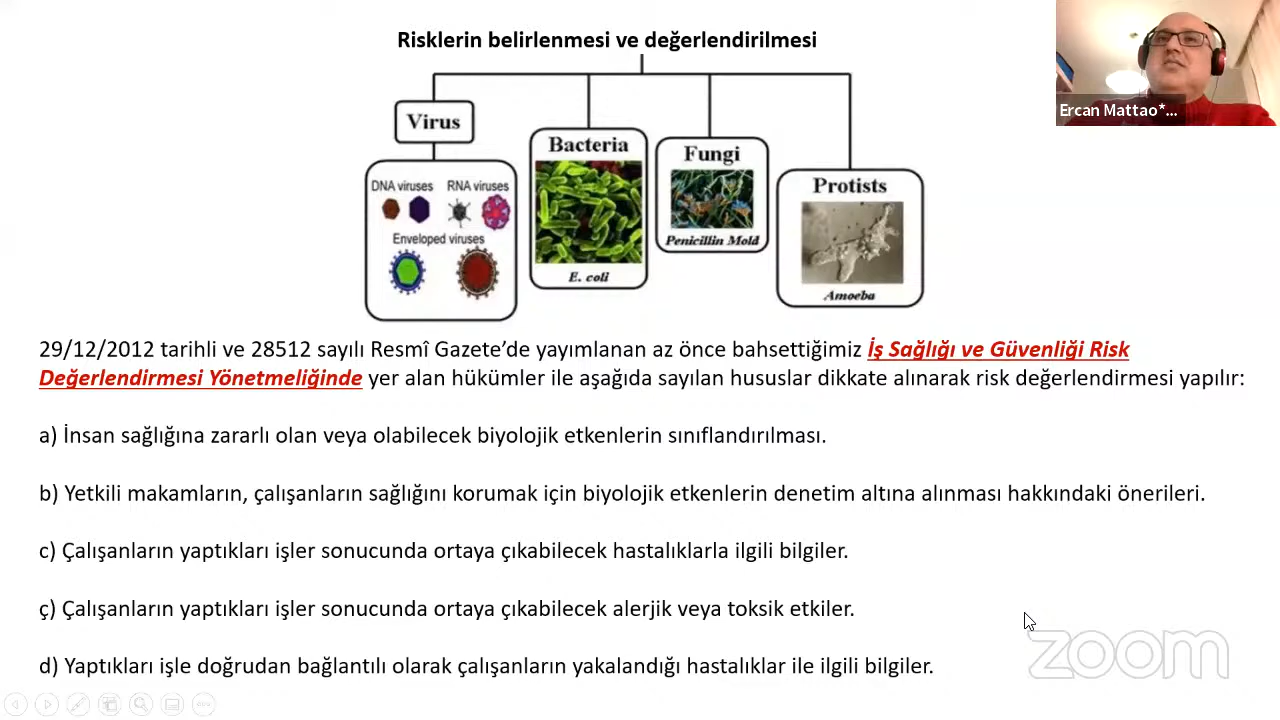 Risklerin belirlenmesi ve değerlendirilmesi
Ercan Mattao*...
Virus
Bacteria
Fungi
Protists
DNA viruses
RNA viruses
Enveloped viruses
E. coli
Penicillin Mold
Amoeba
29/12/2012 tarihli ve 28512 sayılı Resmî Gazete’de yayımlanan az önce bahsettiğimiz İş Sağlığı ve Güvenliği Risk
Değerlendirmesi Yönetmeliğinde yer alan hükümler ile aşağıda sayılan hususlar dikkate alınarak risk değerlendirmesi yapılır:
a) İnsan sağlığına zararlı olan veya olabilecek biyolojik etkenlerin sınıflandırılması.
b) Yetkili makamların, çalışanların sağlığını korumak için biyolojik etkenlerin denetim altına alınması hakkındaki önerileri.
c) Çalışanların yaptıkları işler sonucunda ortaya çıkabilecek hastalıklarla ilgili bilgiler.
ç) Çalışanların yaptıkları işler sonucunda ortaya çıkabilecek alerjik veya toksik etkiler.
d) Yaptıkları işle doğrudan bağlantılı olarak çalışanların yakalandığı hastalıklar ile ilgili bilgiler.
zoom